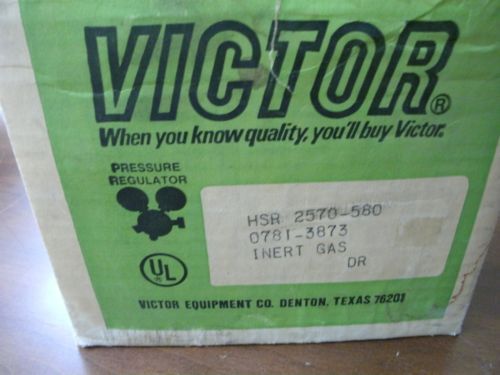 VICTOR®
When you know quality, you'll buy Victor.
PRESSURE
REGULATOR
HSR 2570-580
0781-3873
INERT GAS
DR
UL
®
VICTOR EQUIPMENT CO. DENTON, TEXAS 76201